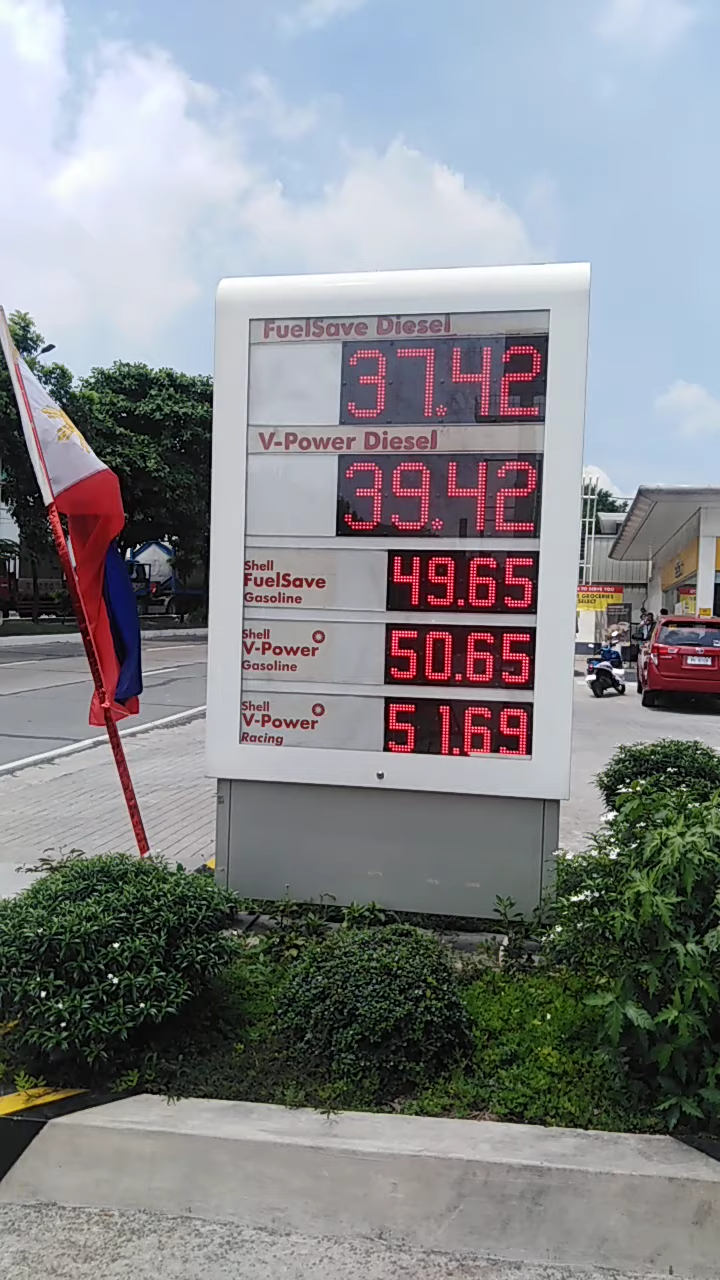 FuelSave Diesel
37.42
V-Power Diesel
39.42
Shell
FuelSave
Gasoline
49.65
Shell
V-Power
Gasoline
50.65
Shell
V-Power
Racing
51.69